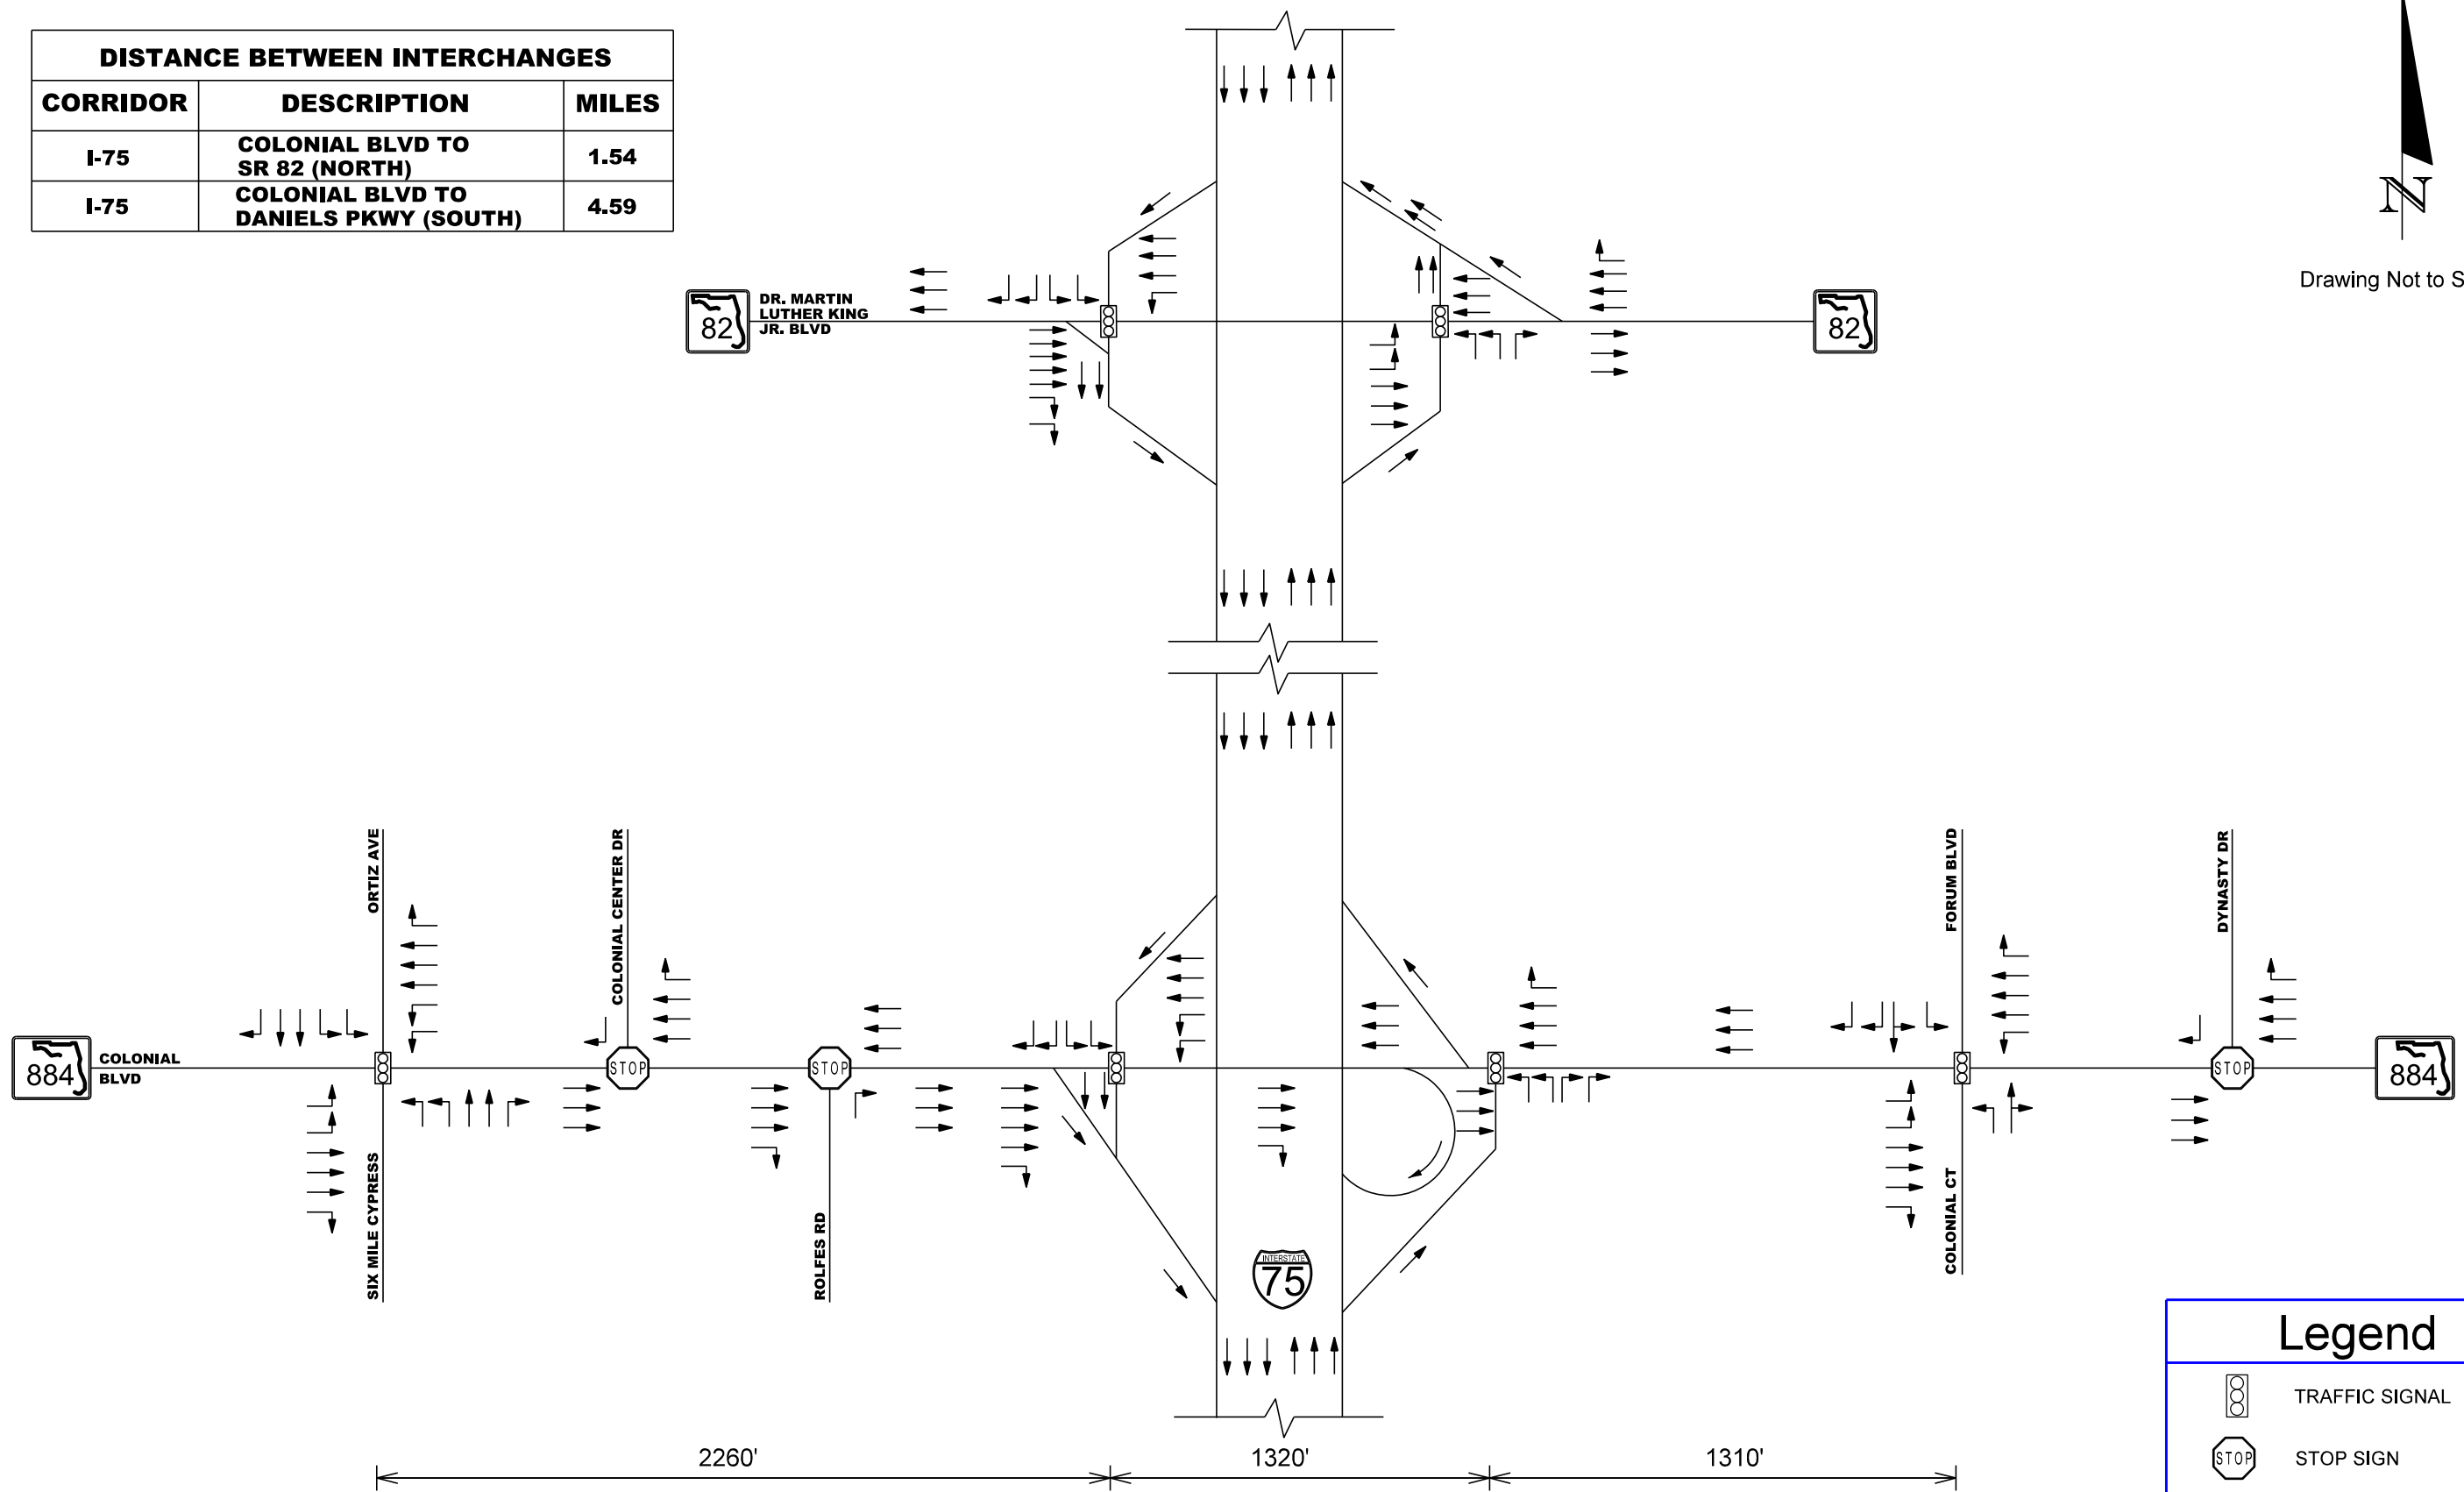 DISTANCE BETWEEN INTERCHANGES
CORRIDOR DESCRIPTION MILES
I-75 COLONIAL BLVD TO
SR 82 (NORTH) 1.54
I-75 COLONIAL BLVD TO
DANIELS PKWY (SOUTH) 4.59
N
Drawing Not to S
82
DR. MARTIN
LUTHER KING
JR. BLVD
82
ORTIZ AVE
COLONIAL CENTER DR
FORUM BLVD
DYNASTY DR
884
COLONIAL
BLVD
STOP
STOP
STOP
884
SIX MILE CYPRESS
ROLFES RD
COLONIAL CT
INTERSTATE
75
Legend
TRAFFIC SIGNAL
STOP
STOP SIGN
2260'
1320'
1310'